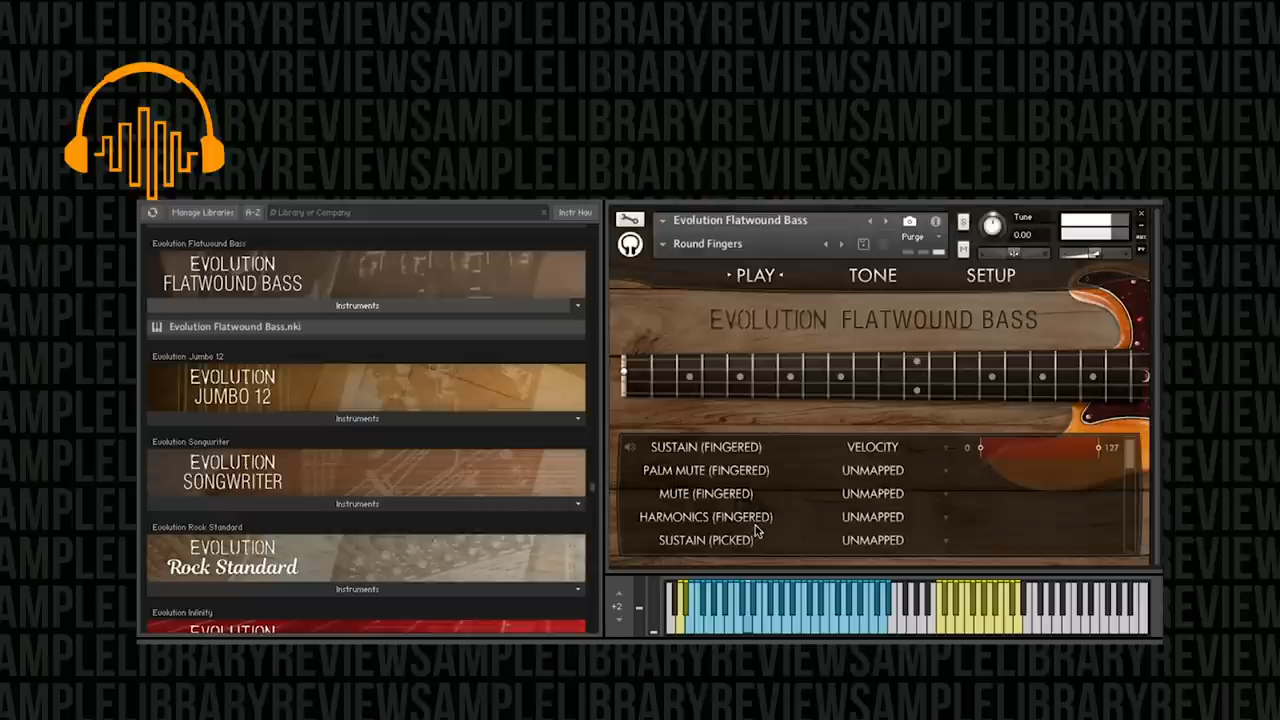 SAMPLELIBRARYREVIEWS
Manage Libraries A-Z Library or Company Instr Nav
Evolution Flatwound Bass
EVOLUTION
FLATWOUND BASS
Instruments
Evolution Flatwound Bass.nki
Evolution Jumbo 12
EVOLUTION
JUMBO 12
Instruments
Evolution Songwriter
EVOLUTION
SONGWRITER
Instruments
Evolution Rock Standard
EVOLUTION
Rock Standard
Instruments
Evolution Infinity
EVOLUTION
Evolution Flatwound Bass
Round Fingers
Purge
S
M
Tune
0.00
PLAY TONE SETUP
EVOLUTION FLATWOUND BASS
SUSTAIN (FINGERED) VELOCITY 0 127
PALM MUTE (FINGERED) UNMAPPED
MUTE (FINGERED) UNMAPPED
HARMONICS (FINGERED) UNMAPPED
SUSTAIN (PICKED) UNMAPPED
+2